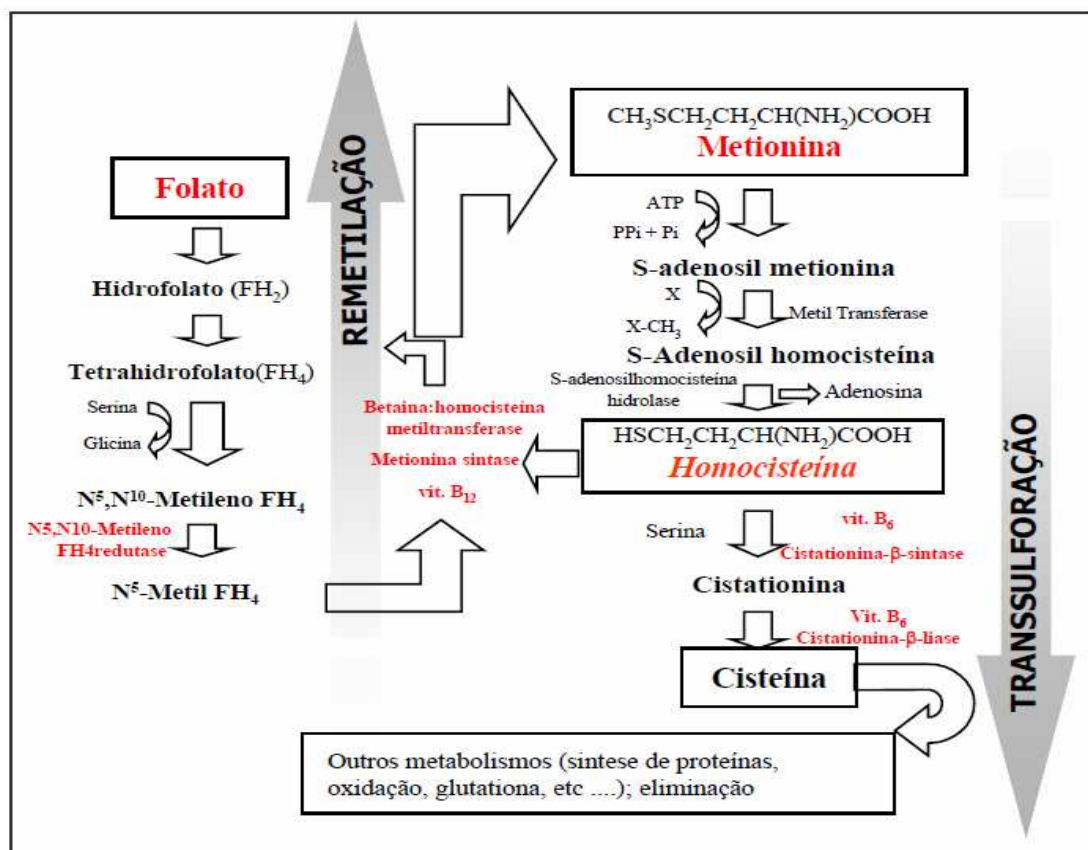 Folato
Hidrofolato (FH₂)
Tetrahidrofolato(FH₄)
Serina
Glicina
N⁵,N¹⁰-Metileno FH₄
N5,N10-Metileno
FH4redutase
N⁵-Metil FH₄
REMETILAÇÃO
Betaina:homocisteína
metiltransferase
Metionina sintase
vit. B₁₂
CH₃SCH₂CH₂CH(NH₂)COOH
Metionina
ATP
PPi + Pi
S-adenosil metionina
X
X-CH₃
Metil Transferase
S-Adenosil homocisteína
S-adenosilhomocisteína
hidrolase
Adenosina
HSCH₂CH₂CH(NH₂)COOH
Homocisteína
Serina
vit. B₆
Cistationina-β-sintase
Cistationina
Vit. B₆
Cistationina-β-liase
Cisteína
TRANSSULFORAÇÃO
Outros metabolismos (sintese de proteínas,
oxidação, glutationa, etc ....); eliminação